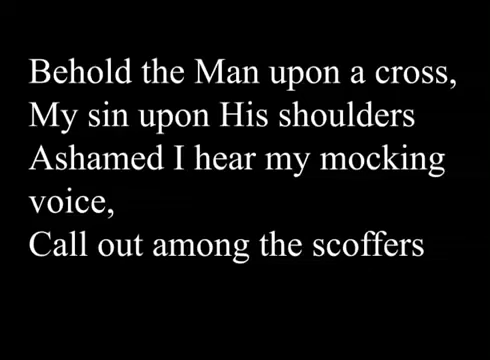 Behold the Man upon a cross,
My sin upon His shoulders
Ashamed I hear my mocking
voice,
Call out among the scoffers